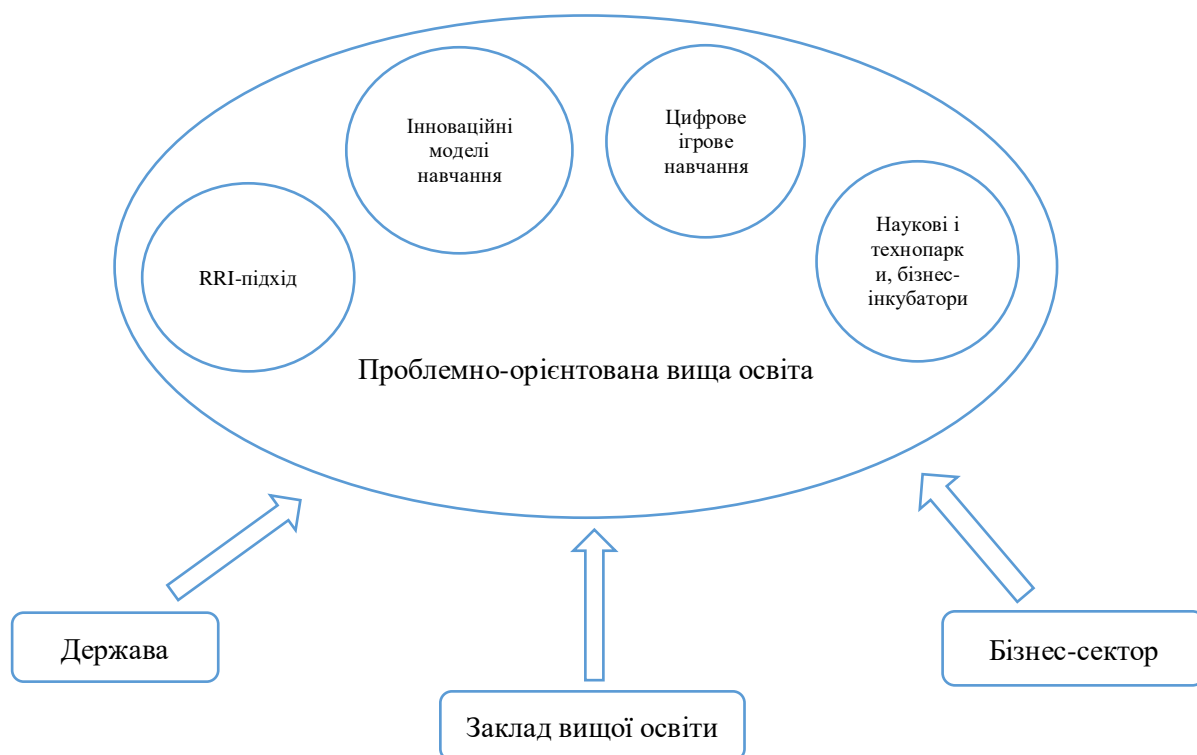 Інноваційні
моделі
навчання
Цифрове
ігрове
навчання
RRI-підхід
Наукові і
технопарк
и, бізнес-
інкубатори
Проблемно-орієнтована вища освіта
Держава
Заклад вищої освіти
Бізнес-сектор